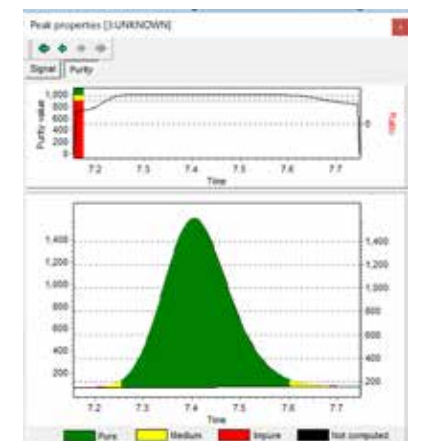 Peak properties [3:UNKNOWN]
Signal Purity
Purity value
1,000
800
600
400
200
0
0
Ratio
7.2 7.3 7.4 7.5 7.6 7.7
Time
1,400 1,400
1,200 1,200
1,000 1,000
800 800
600 600
400 400
200 200
7.2 7.3 7.4 7.5 7.6 7.7
Time
Pure Medium Impure Not computed